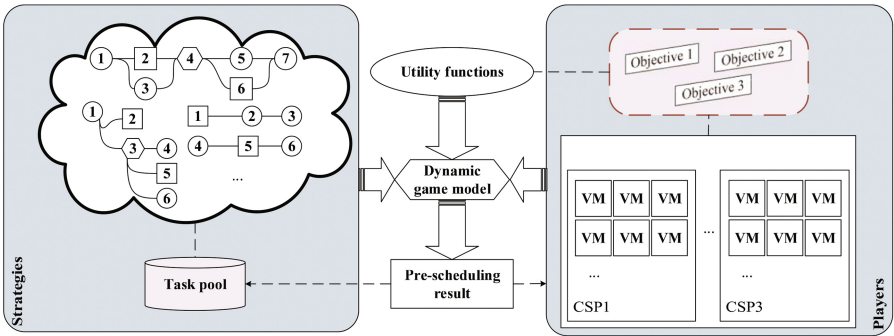 1 2 4 5 7
3 6
1 2
3 4
5
6
1 2 3
4 5 6
...
Task pool
Strategies
Utility functions
Dynamic
game model
Pre-scheduling
result
Objective 1
Objective 2
Objective 3
VM VM VM
VM VM VM
...
CSP1
...
VM VM VM
VM VM VM
...
CSP3
Players